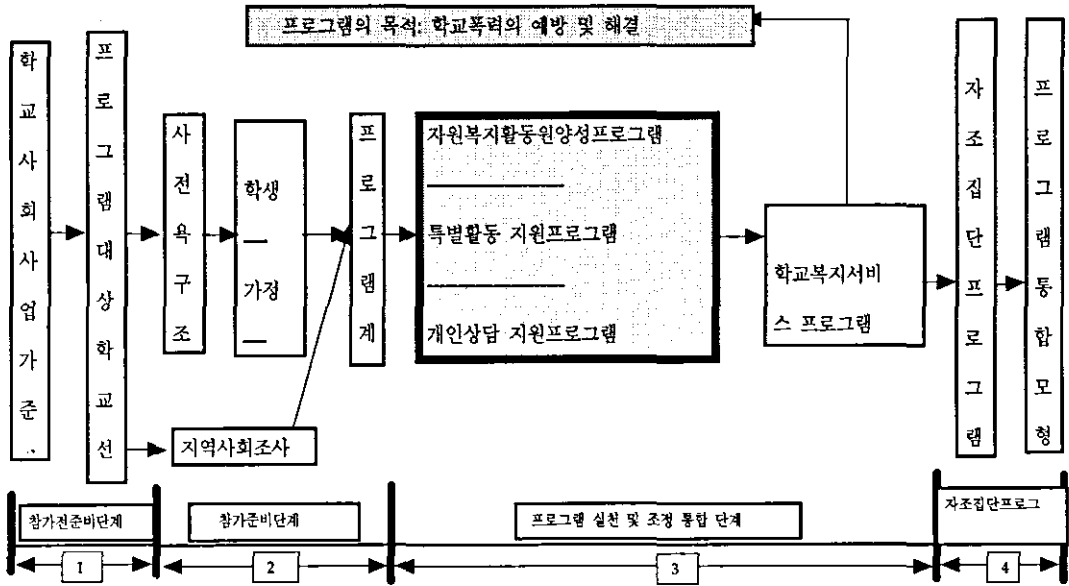 프로그램의 목적: 학교폭력의 예방 및 해결
학교사회사업가준
프로그램대상학교선
사전욕구조
학생
가정
지역사회조사
프로그램계
자원복지활동원양성프로그램
특별활동 지원프로그램
개인상담 지원프로그램
학교복지서비
스 프로그램
자조집단프로그램
프로그램통합모형
참가전준비단계
참가준비단계
프로그램 실천 및 조정 통합 단계
자조집단프로그
1
2
3
4